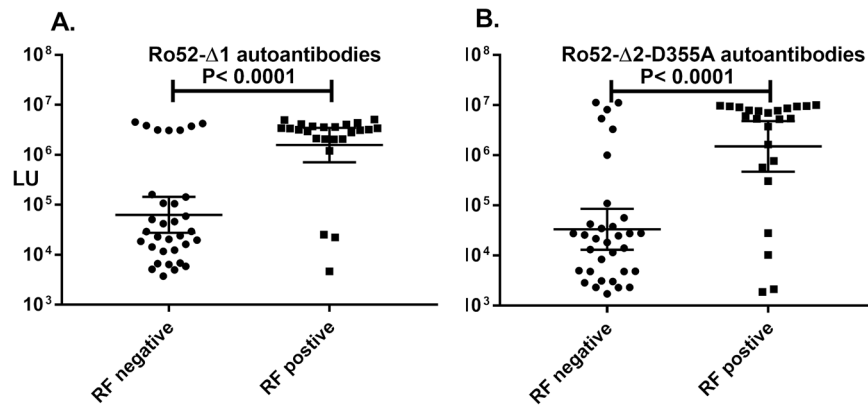 A.
Ro52-Δ1 autoantibodies
P< 0.0001
10⁸
10⁷
10⁶
LU
10⁵
10⁴
10³
RF negative
RF postive
B.
Ro52-Δ2-D355A autoantibodies
P< 0.0001
10⁸
10⁷
10⁶
10⁵
10⁴
10³
RF negative
RF postive